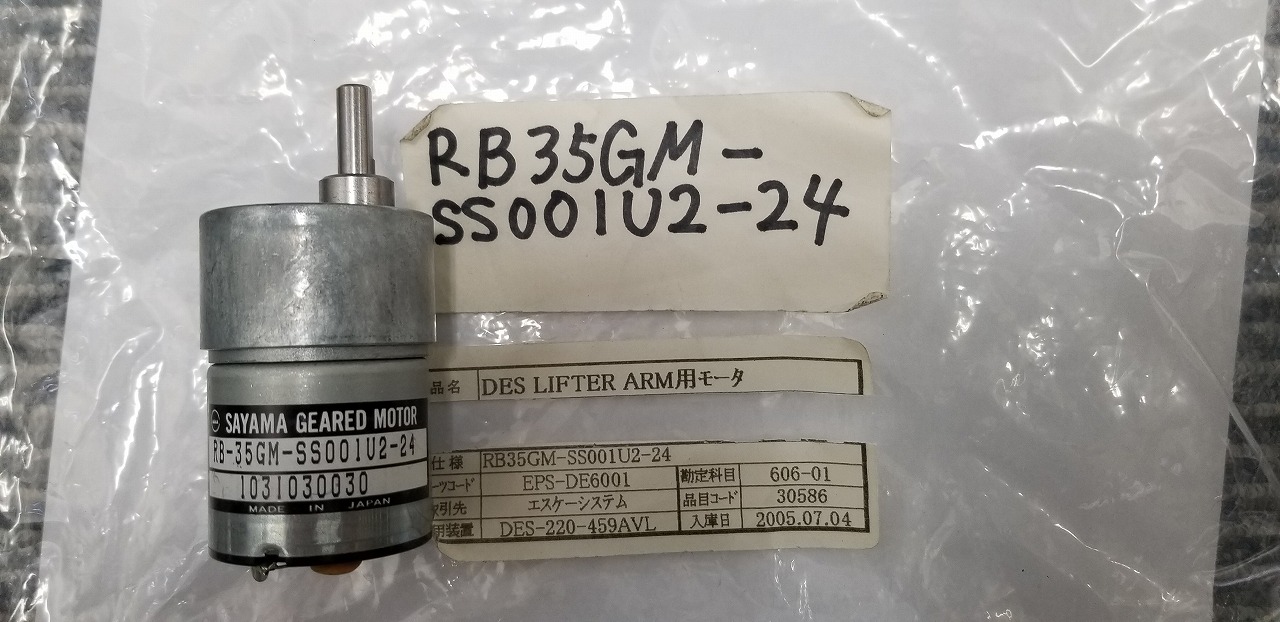 RB35GM-
SS001U2-24
品名 DES LIFTER ARM用モータ
仕様 RB35GM-SS001U2-24
ーツコード EPS-DE6001 勘定科目 606-01
取引先 エスケーシステム 品目コード 30586
用装置 DES-220-459AVL 入庫日 2005.07.04
SAYAMA GEARED MOTOR
RB-35GM-SS001U2-24
1031030030
MADE IN JAPAN